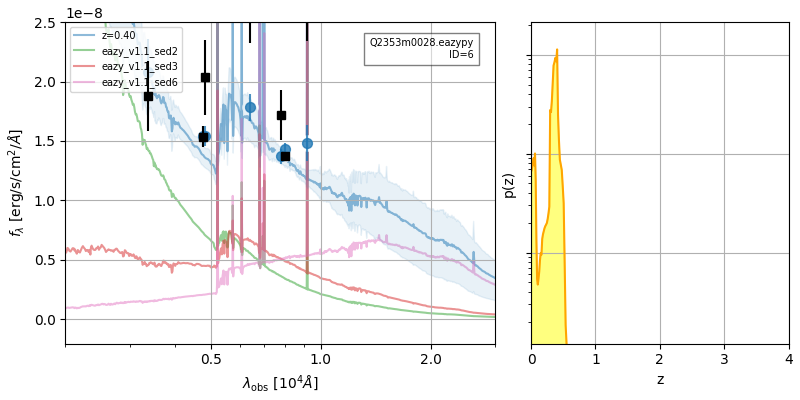 1e−8
2.5
2.0
1.5
1.0
0.5
0.0
f_λ [erg/s/cm²/Å]
z=0.40
eazy_v1.1_sed2
eazy_v1.1_sed3
eazy_v1.1_sed6
Q2353m0028.eazypy
ID=6
0.5 1.0 2.0
λ_obs [10⁴Å]
p(z)
0 1 2 3 4
z